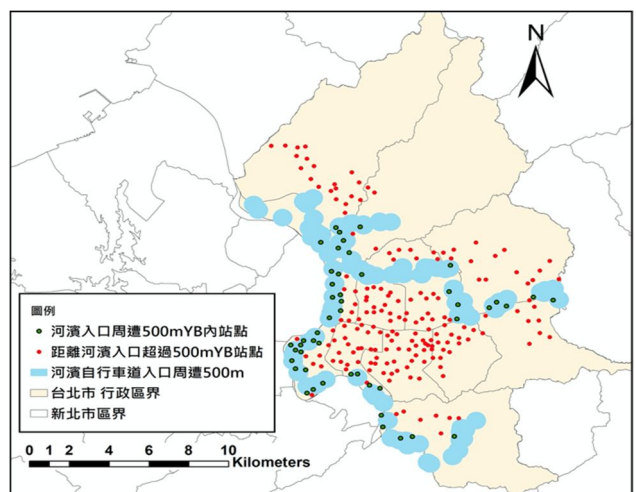 N
圖例
河濱入口周遭500mYB內站點
距離河濱入口超過500mYB站點
河濱自行車道入口周遭500m
台北市 行政區界
新北市區界
0 1 2 4 6 8 10
Kilometers